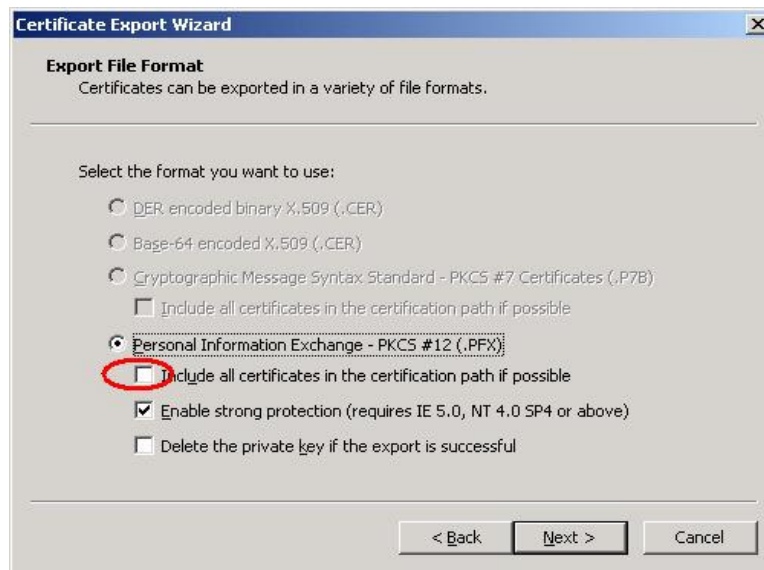 Certificate Export Wizard
Export File Format
Certificates can be exported in a variety of file formats.
Select the format you want to use:
DER encoded binary X.509 (.CER)
Base-64 encoded X.509 (.CER)
Cryptographic Message Syntax Standard - PKCS #7 Certificates (.P7B)
Include all certificates in the certification path if possible
Personal Information Exchange - PKCS #12 (.PFX)
Include all certificates in the certification path if possible
Enable strong protection (requires IE 5.0, NT 4.0 SP4 or above)
Delete the private key if the export is successful
< Back Next > Cancel